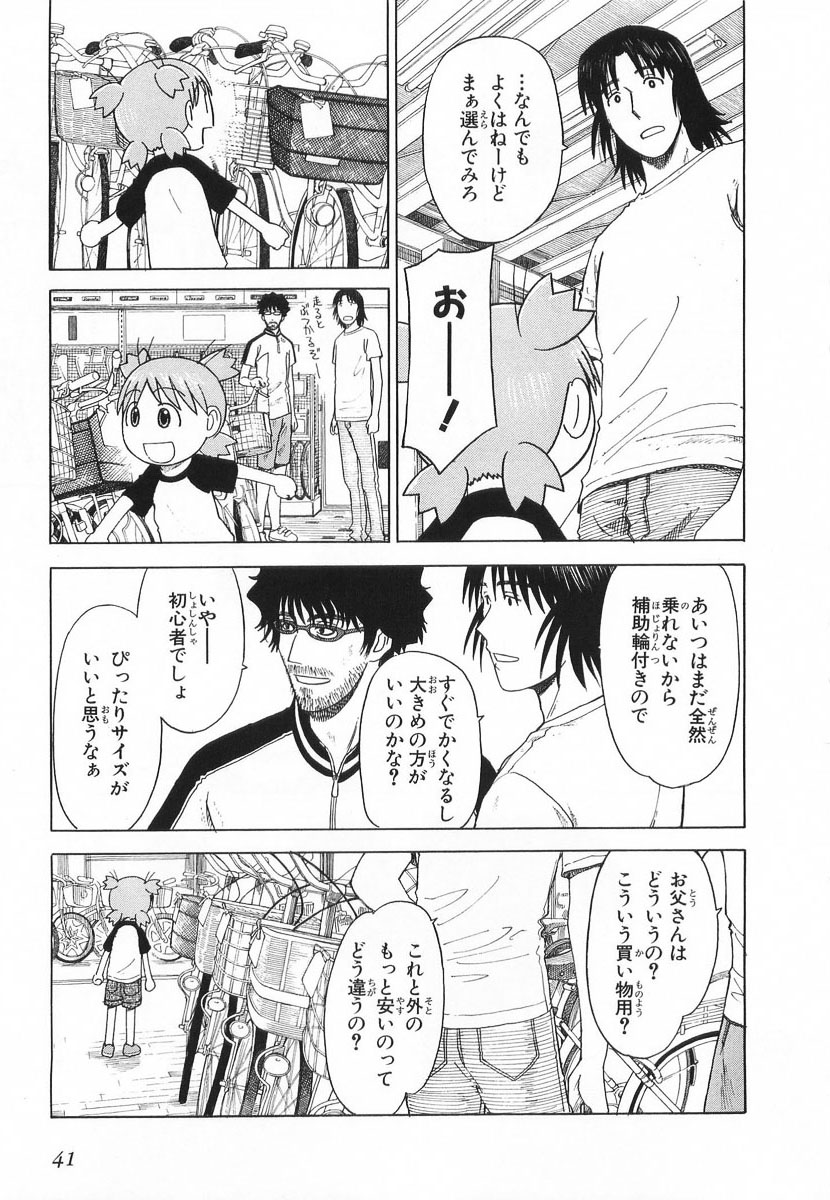 …なんでも
よくはねーけど
まぁ選んでみろ
おーー！
走ると
ぶつかるぞー
あいつはまだ全然
乗れないから
補助輪付きので
すぐでかくなるし
大きめの方が
いいのかな？
いやー
初心者でしょ
ぴったりサイズが
いいと思うなぁ
お父さんは
どういうの？
こういう買い物用？
これと外の
もっと安いのって
どう違うの？
41